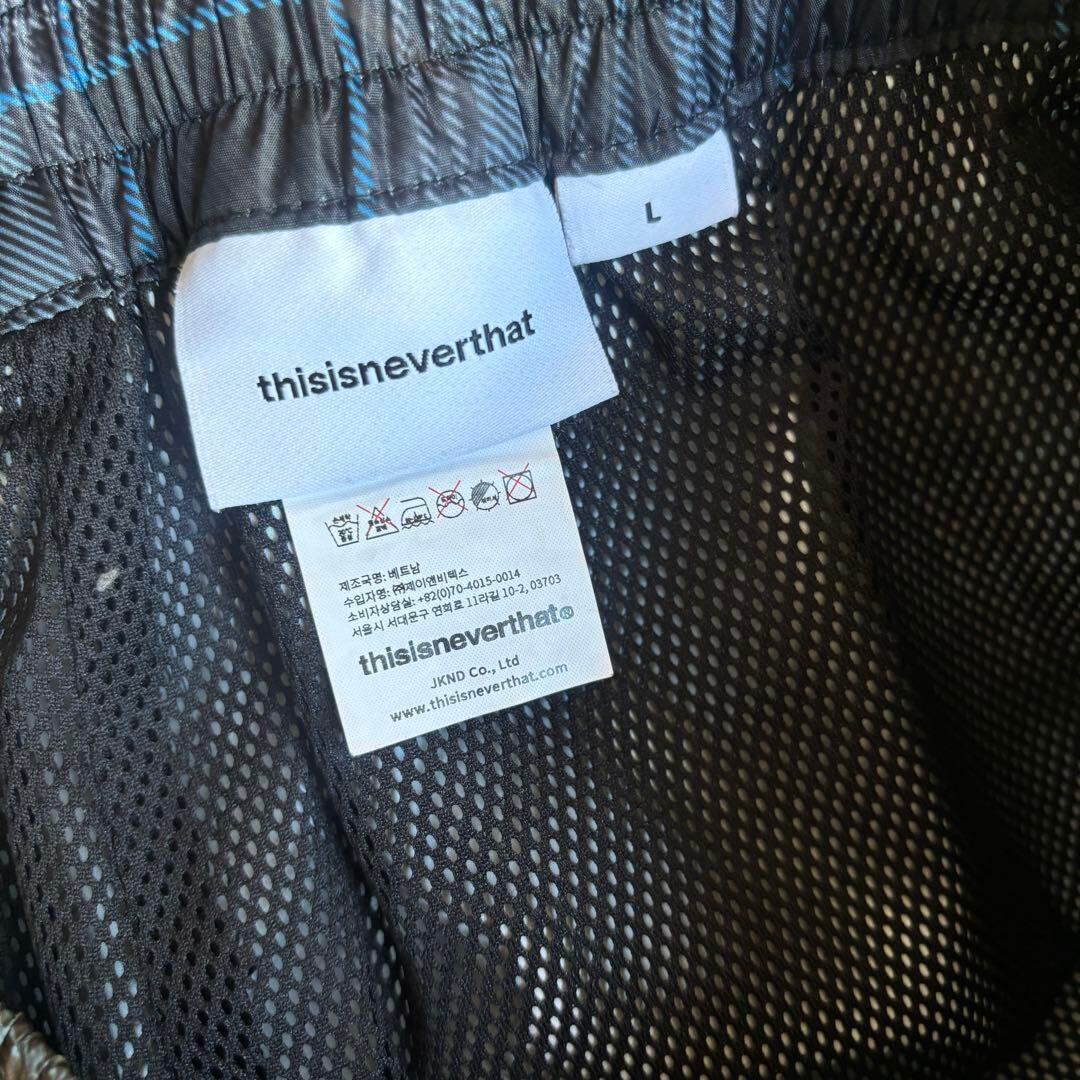 L
thisisneverthat
제조국명: 베트남
수입자명: ㈜제이앤비텍스
소비자상담실: +82(0)70-4015-0014
서울시 서대문구 연희로 11라길 10-2, 03703
thisisneverthat®
JKND Co., Ltd
www.thisisneverthat.com